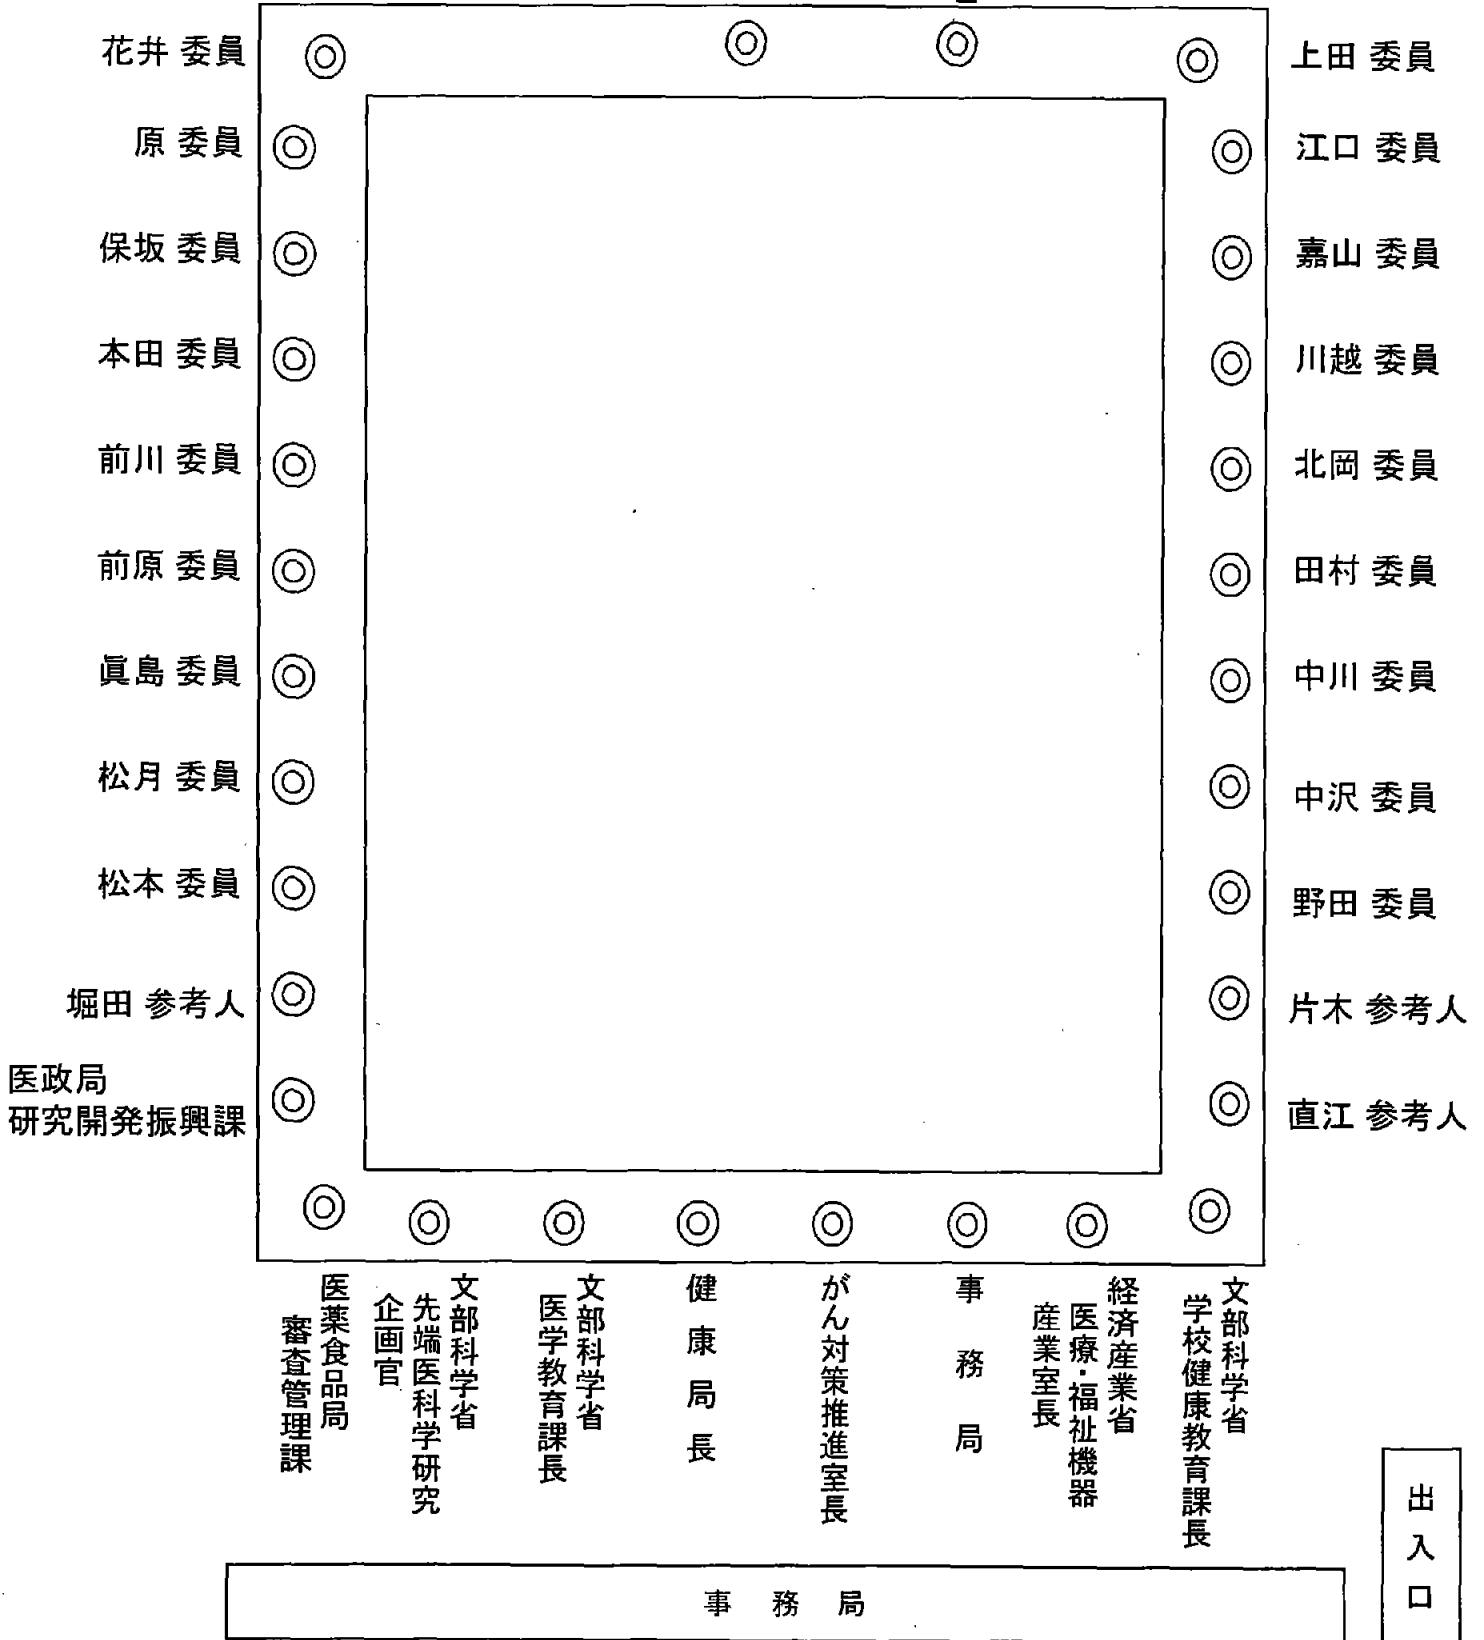 花井 委員
原 委員
保坂 委員
本田 委員
前川 委員
前原 委員
眞島 委員
松月 委員
松本 委員
堀田 参考人
医政局
研究開発振興課
上田 委員
江口 委員
嘉山 委員
川越 委員
北岡 委員
田村 委員
中川 委員
中沢 委員
野田 委員
片木 参考人
直江 参考人
医薬食品局
審査管理課
文部科学省
先端医科学研究
企画官
文部科学省
医学教育課長
健康局長
がん対策推進室長
事務局
経済産業省
医療・福祉機器
産業室長
文部科学省
学校健康教育課長
出入口
事務局